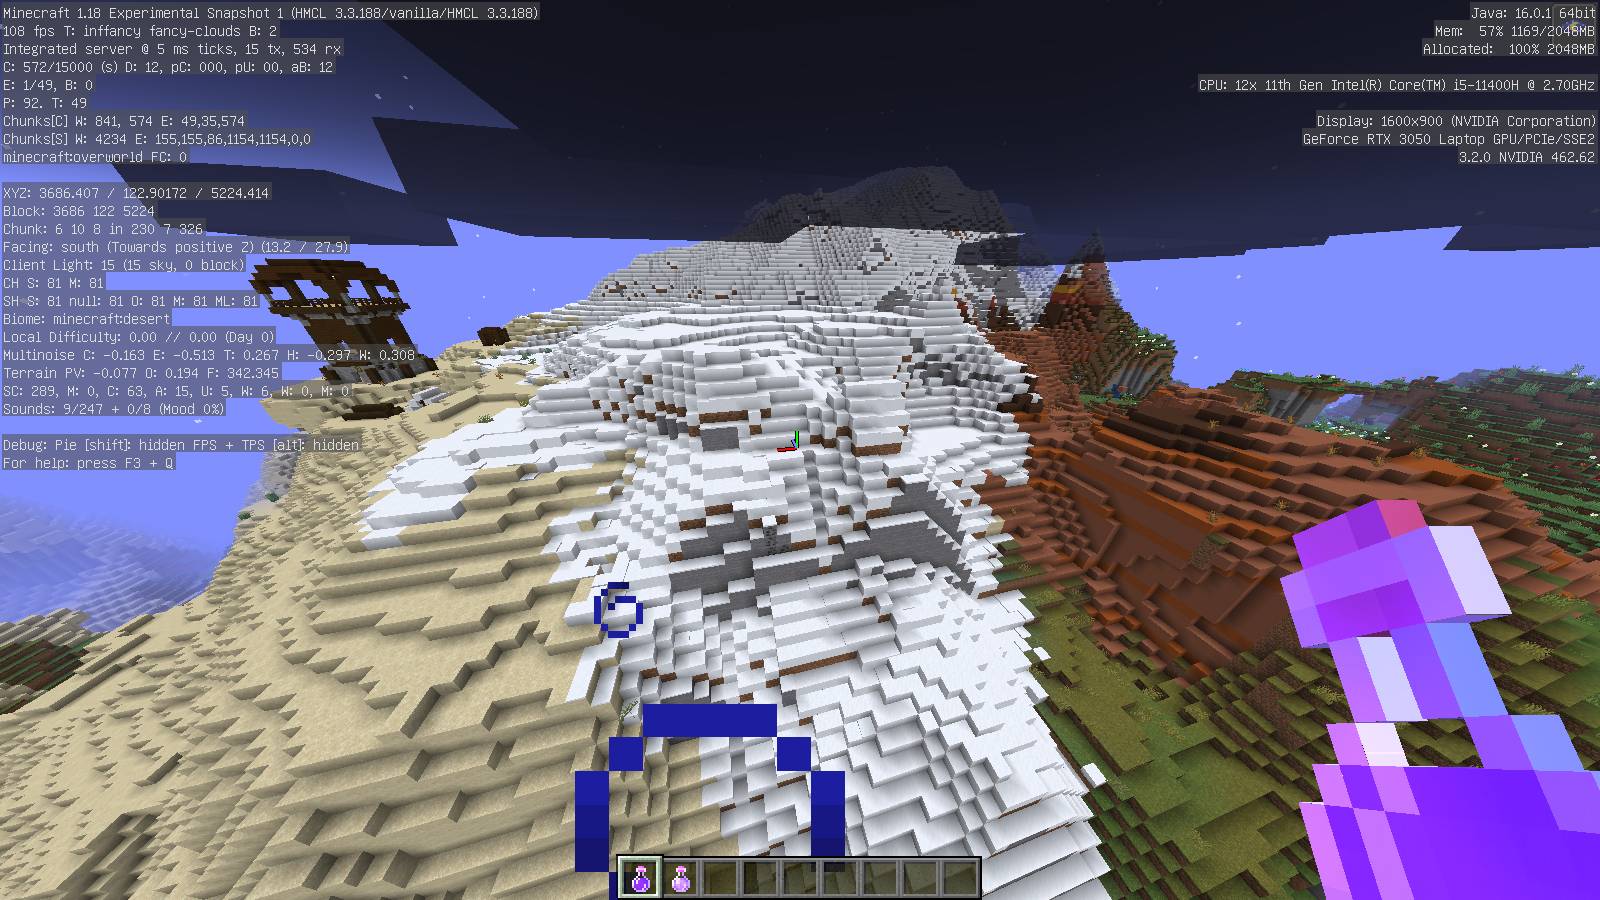 Minecraft 1.18 Experimental Snapshot 1 (HMCL 3.3.188/vanilla/HMCL 3.3.188)
108 fps T: inffancy fancy-clouds B: 2
Integrated server @ 5 ms ticks, 15 tx, 534 rx
C: 572/15000 (s) D: 12, pC: 000, pU: 00, aB: 12
E: 1/49, B: 0
P: 92. T: 49
Chunks[C] W: 841, 574 E: 49,35,574
Chunks[S] W: 4234 E: 155,155,86,1154,1154,0,0
minecraft:overworld FC: 0
XYZ: 3686.407 / 122.90172 / 5224.414
Block: 3686 122 5224
Chunk: 6 10 8 in 230 7 326
Facing: south (Towards positive Z) (13.2 / 27.9)
Client Light: 15 (15 sky, 0 block)
CH S: 81 M: 81
SH S: 81 null: 81 O: 81 M: 81 ML: 81
Biome: minecraft:desert
Local Difficulty: 0.00 // 0.00 (Day 0)
Multinoise C: -0.163 E: -0.513 T: 0.267 H: -0.297 W: 0.308
Terrain PV: -0.077 O: 0.194 F: 342.345
SC: 289, M: 0, C: 63, A: 15, U: 5, W: 6, W: 0, M: 0
Sounds: 9/247 + 0/8 (Mood 0%)
Debug: Pie [shift]: hidden FPS + TPS [alt]: hidden
For help: press F3 + Q
Java: 16.0.1 64bit
Mem: 57% 1169/2048MB
Allocated: 100% 2048MB
CPU: 12x 11th Gen Intel(R) Core(TM) i5-11400H @ 2.70GHz
Display: 1600x900 (NVIDIA Corporation)
GeForce RTX 3050 Laptop GPU/PCIe/SSE2
3.2.0 NVIDIA 462.62